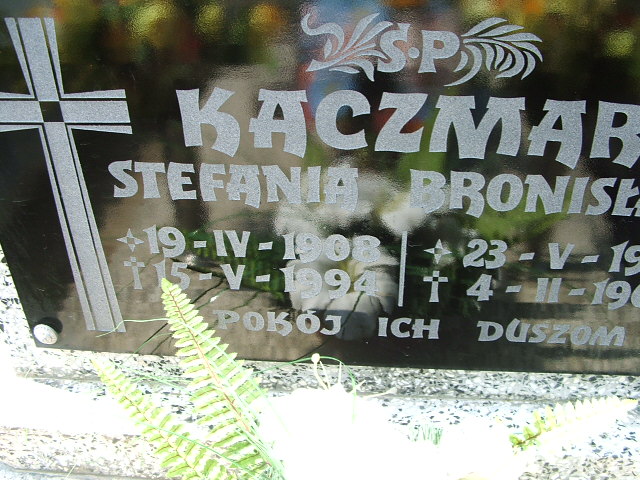 Ś.P.
KACZMAR
STEFANIA BRONISŁ
19-IV-1908 23-V-19
15-V-1994 4-II-19
POKÓJ ICH DUSZOM